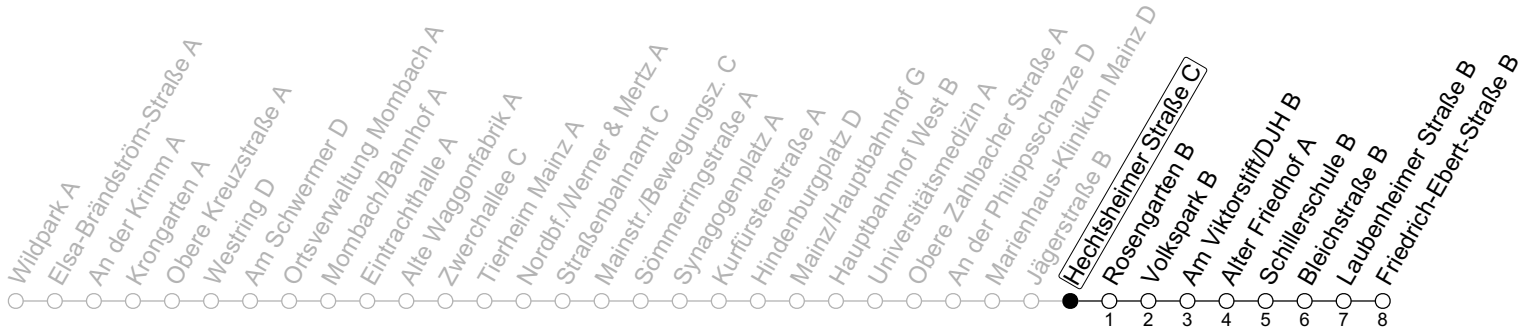 Wildpark A
Elsa-Brändström-Straße A
An der Krimm A
Krongarten A
Obere Kreuzstraße A
Westring D
Am Schwermer D
Ortsverwaltung Mombach A
Mombach/Bahnhof A
Eintrachthalle A
Alte Waggonfabrik A
Zwerchallee C
Tierheim Mainz A
Nordbf./Werner & Mertz A
Straßenbahnamt C
Mainstr./Bewegungsz. C
Sömmerringstraße A
Synagogenplatz A
Kurfürstenstraße A
Hindenburgplatz D
Mainz/Hauptbahnhof G
Hauptbahnhof West B
Universitätsmedizin A
Obere Zahlbacher Straße A
An der Philippsschanze D
Marienhaus-Klinikum Mainz D
Jägerstraße B
Hechtsheimer Straße C
Rosengarten B
Volkspark B
Am Viktorstift/DJH B
Alter Friedhof A
Schillerschule B
Bleichstraße B
Laubenheimer Straße B
Friedrich-Ebert-Straße B
1 2 3 4 5 6 7 8